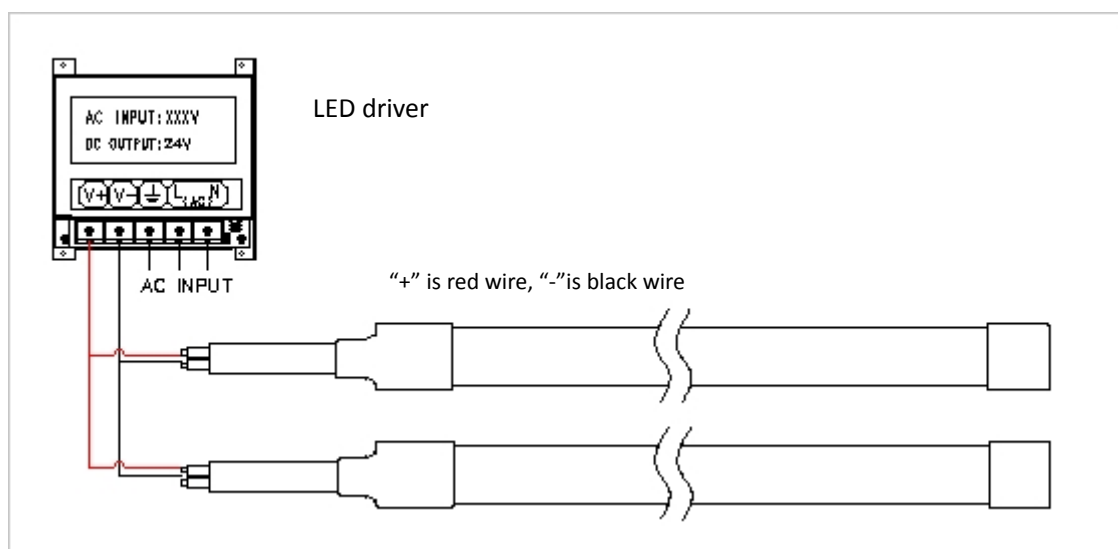 LED driver
AC INPUT:XXXV
DC OUTPUT:24V
V+ V- L (AC) N
AC INPUT
“+” is red wire, “-”is black wire